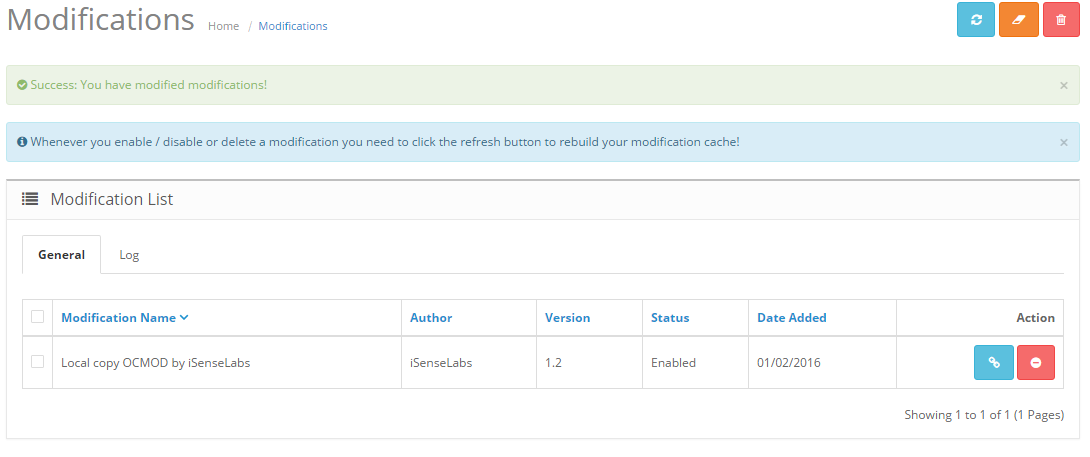 Modifications Home / Modifications
Success: You have modified modifications! ×
Whenever you enable / disable or delete a modification you need to click the refresh button to rebuild your modification cache! ×
Modification List
General Log
Modification Name Author Version Status Date Added Action
Local copy OCMOD by iSenseLabs iSenseLabs 1.2 Enabled 01/02/2016
Showing 1 to 1 of 1 (1 Pages)